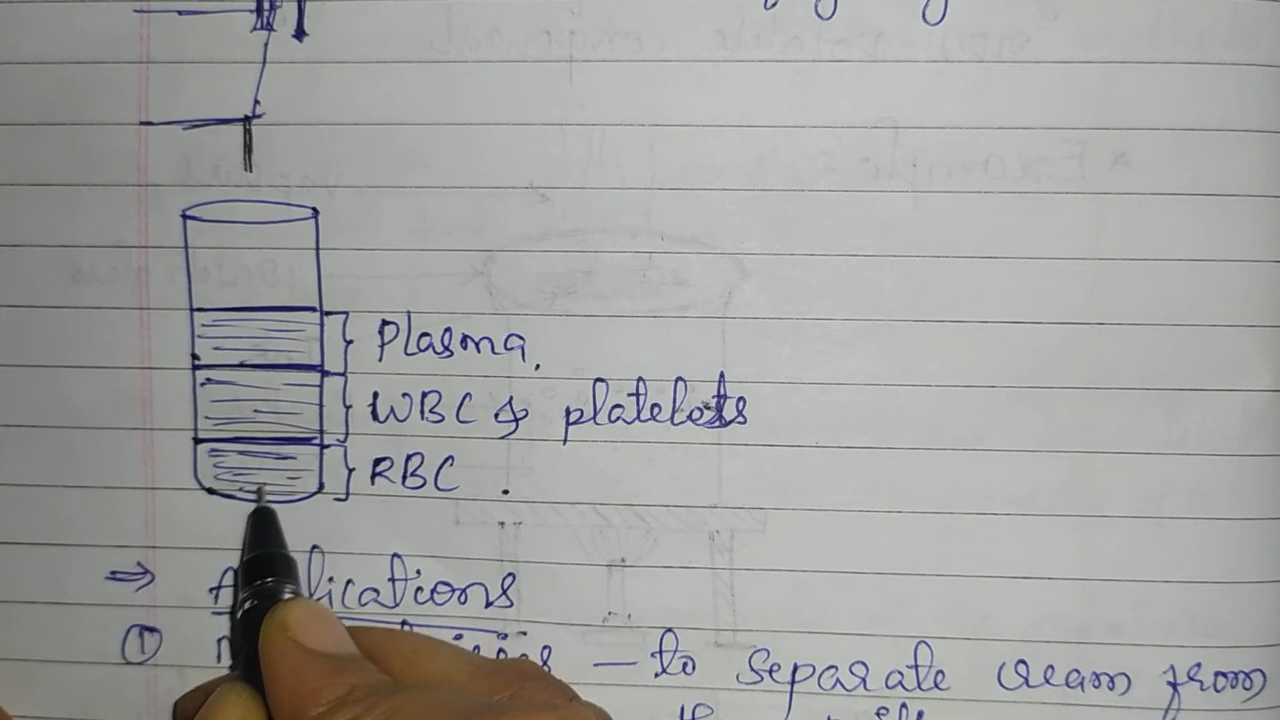 Plasma.
WBC & platelets
RBC .
⇒ Applications
① – to separate cream from